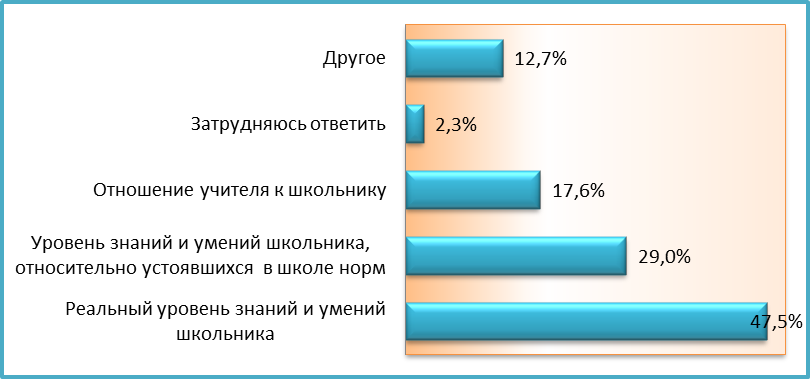 Другое
12,7%
Затрудняюсь ответить
2,3%
Отношение учителя к школьнику
17,6%
Уровень знаний и умений школьника,
относительно устоявшихся в школе норм
29,0%
Реальный уровень знаний и умений
школьника
47,5%